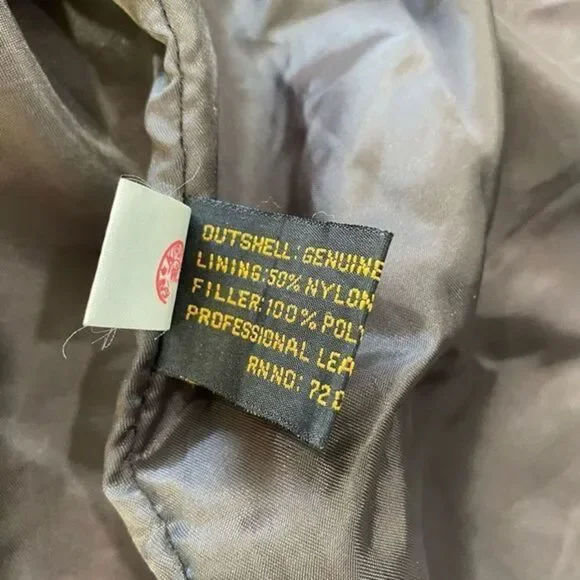 OUTSHELL: GENUINE
LINING:50% NYLON
FILLER:100% POLY
PROFESSIONAL LEA
RN NO: 72